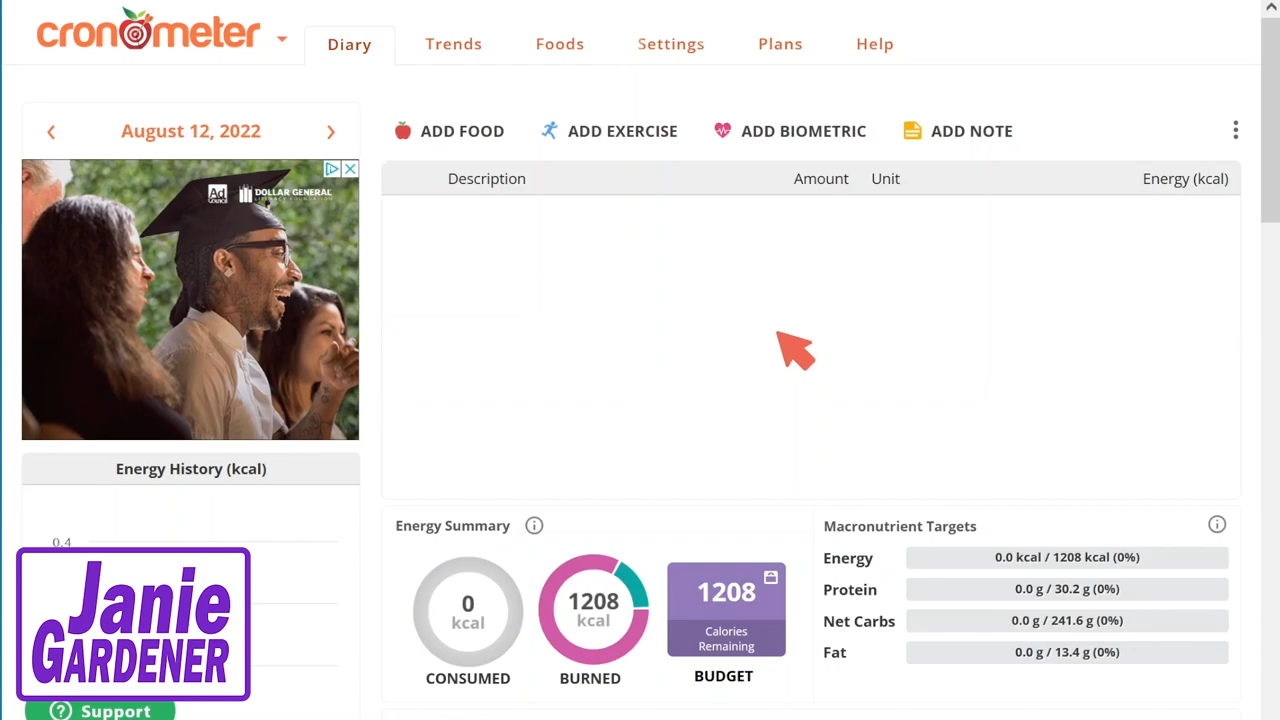 cronometer
Diary
Trends
Foods
Settings
Plans
Help
August 12, 2022
ADD FOOD
ADD EXERCISE
ADD BIOMETRIC
ADD NOTE
Ad
DOLLAR GENERAL
LITERACY FOUNDATION
Description
Amount
Unit
Energy (kcal)
Energy History (kcal)
0.4
Janie
GARDENER
Support
Energy Summary
0
kcal
CONSUMED
1208
kcal
BURNED
1208
Calories
Remaining
BUDGET
Macronutrient Targets
Energy 0.0 kcal / 1208 kcal (0%)
Protein 0.0 g / 30.2 g (0%)
Net Carbs 0.0 g / 241.6 g (0%)
Fat 0.0 g / 13.4 g (0%)